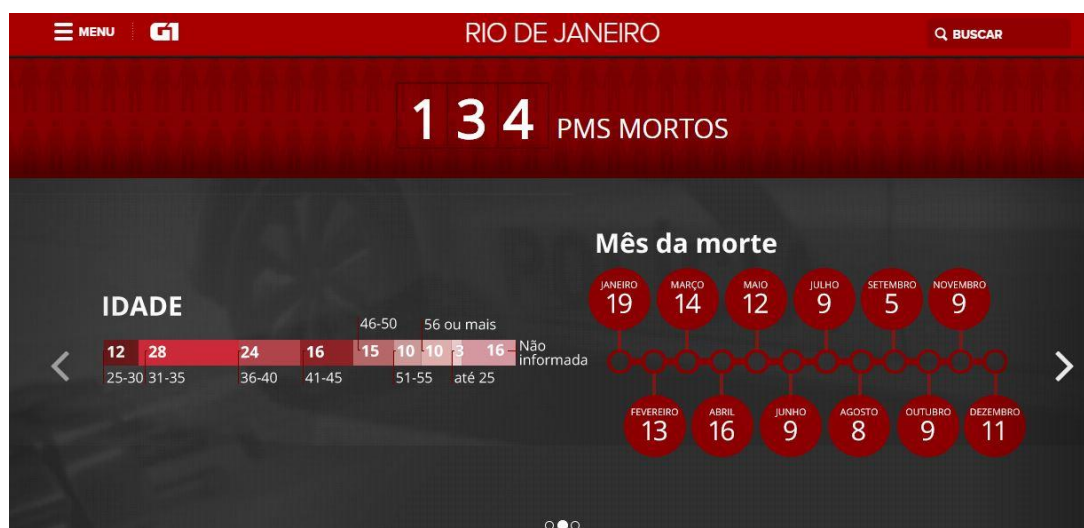 MENU G1 RIO DE JANEIRO BUSCAR
1 3 4 PMS MORTOS
IDADE
46-50 56 ou mais
12 28 24 16 15 10 10 3 16 Não
informada
25-30 31-35 36-40 41-45 51-55 até 25
Mês da morte
JANEIRO MARÇO MAIO JULHO SETEMBRO NOVEMBRO
19 14 12 9 5 9
FEVEREIRO ABRIL JUNHO AGOSTO OUTUBRO DEZEMBRO
13 16 9 8 9 11